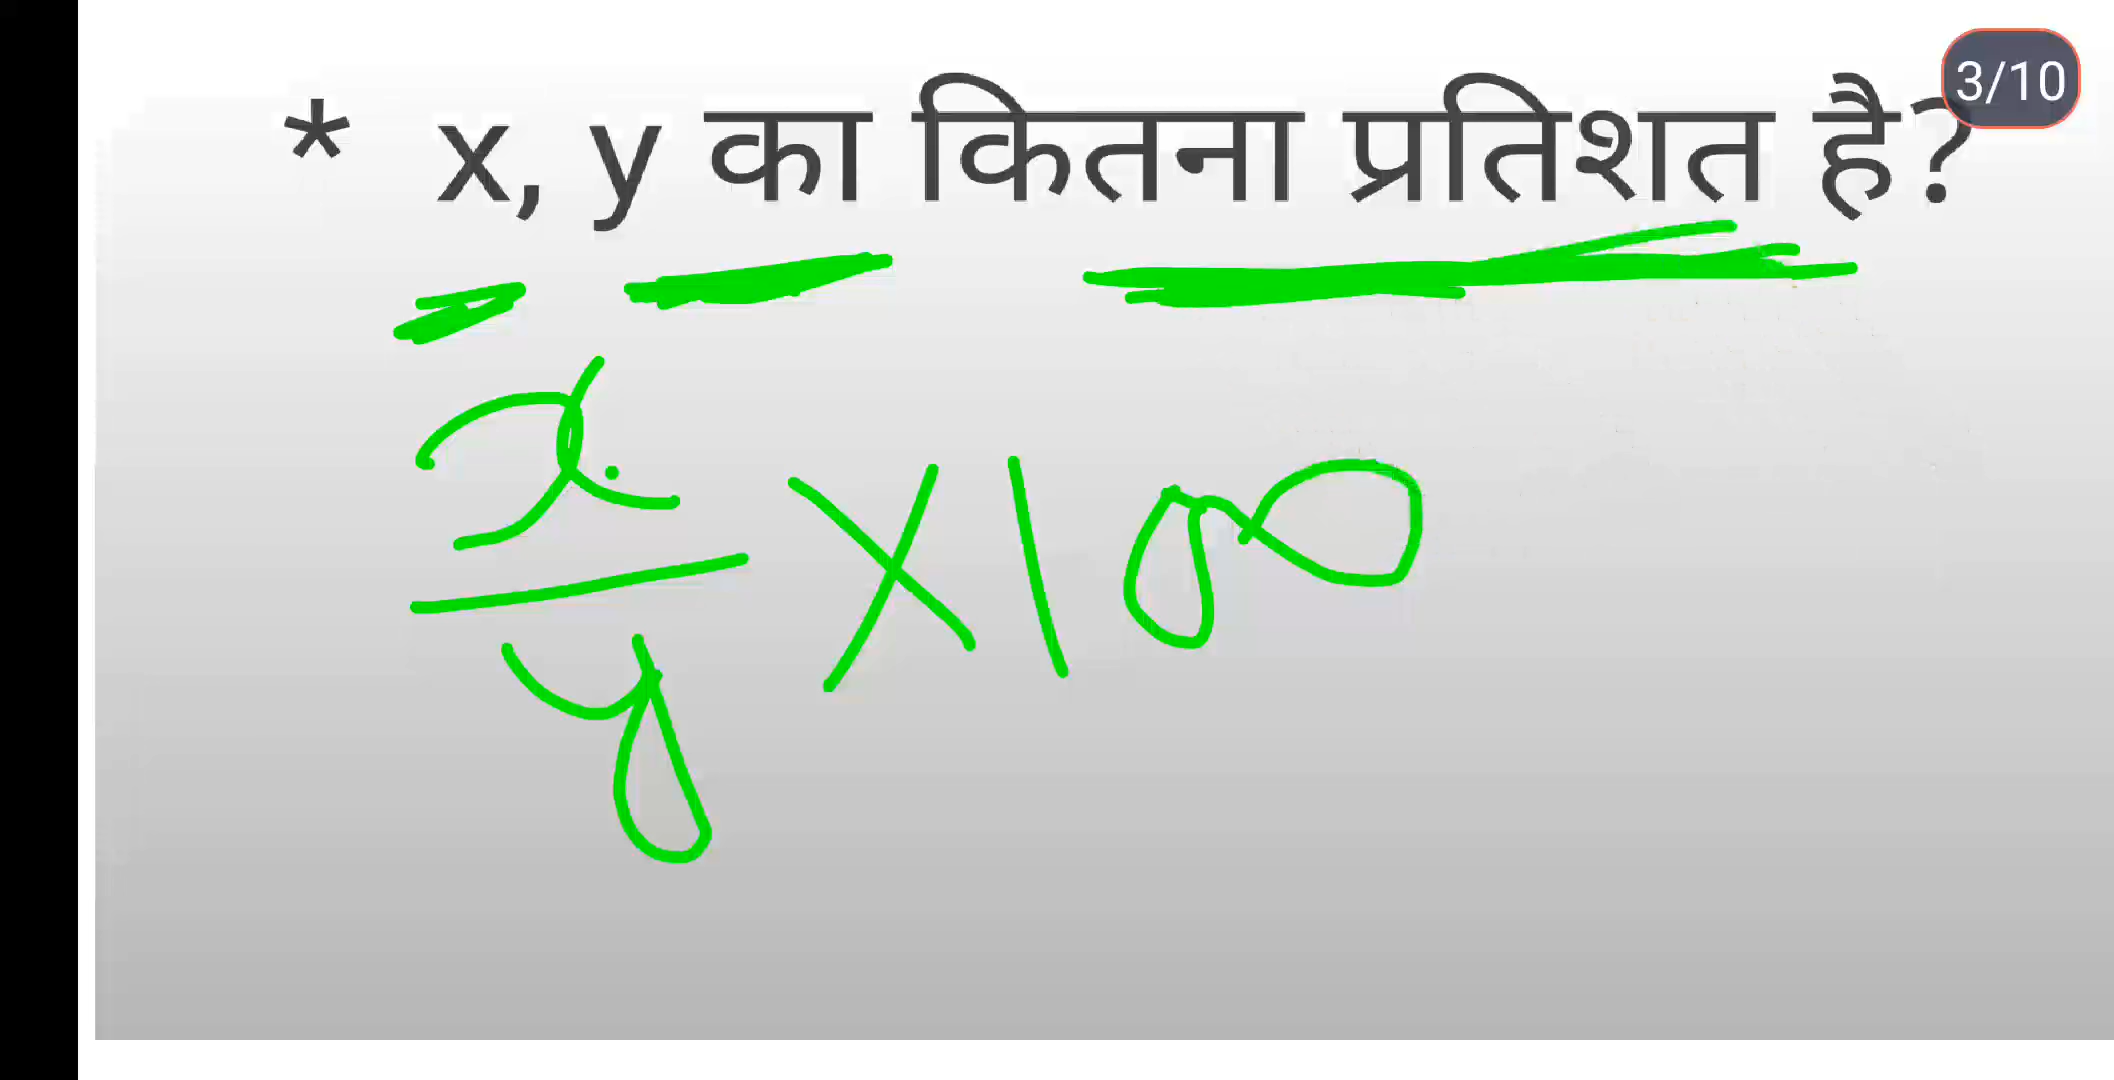 * x, y का कितना प्रतिशत है?
3/10
x/y × 100